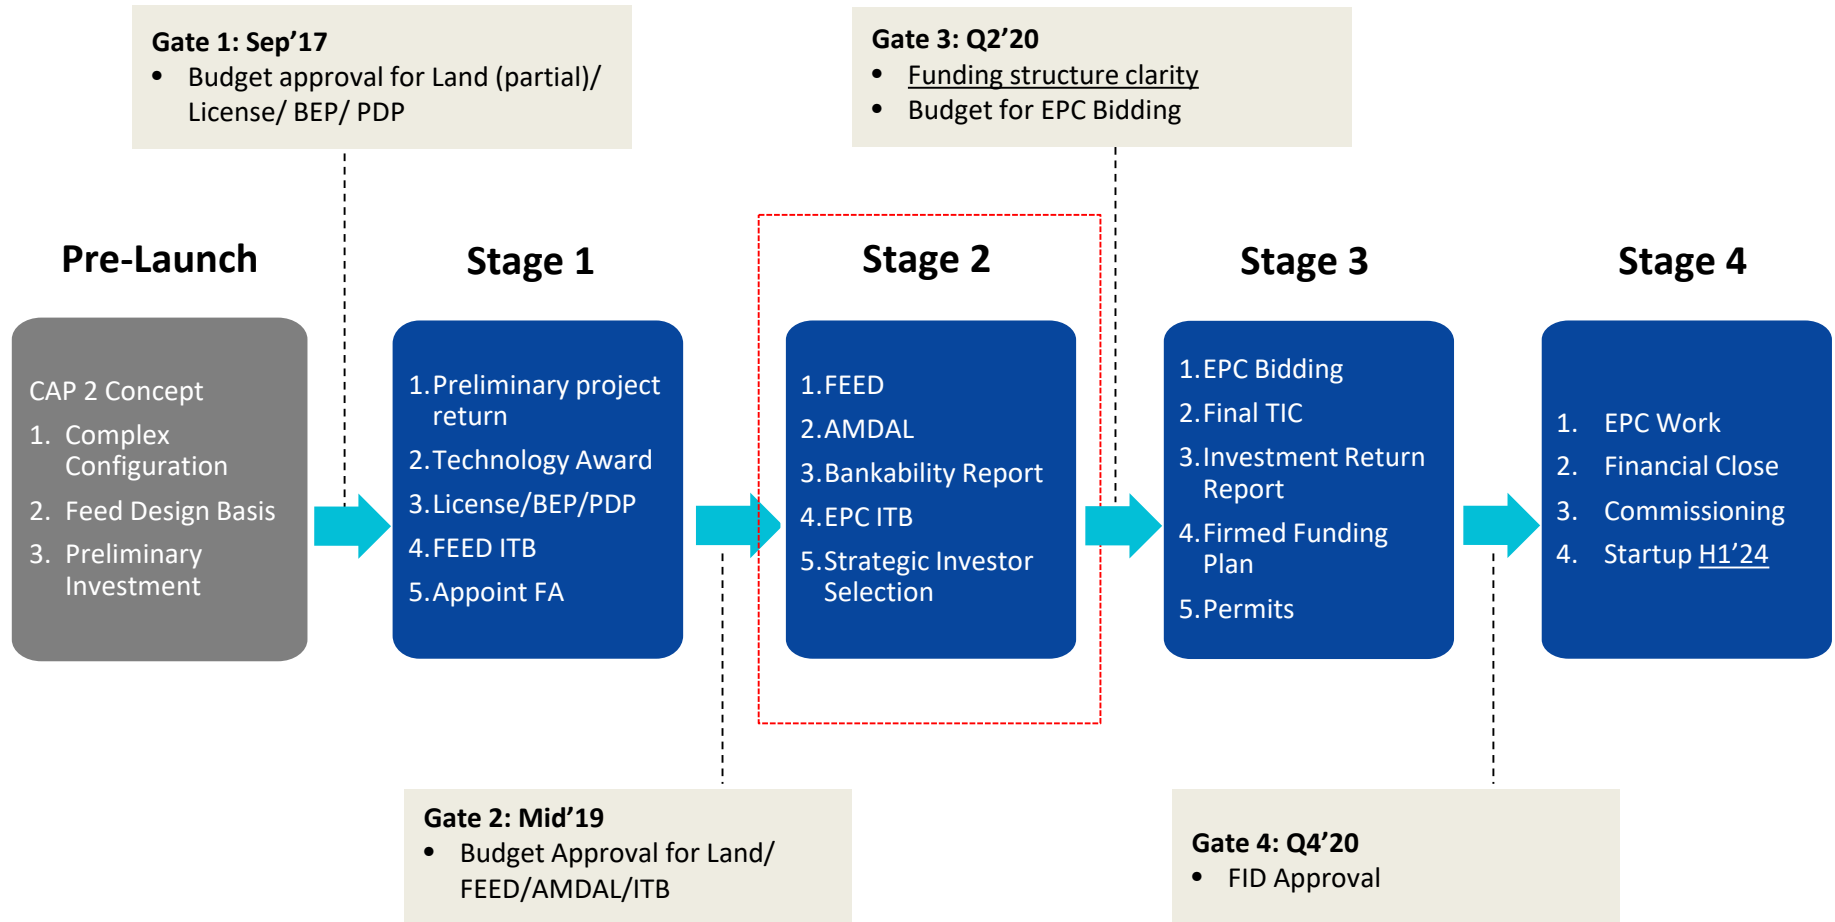 Gate 1: Sep’17
• Budget approval for Land (partial)/
License/ BEP/ PDP
Gate 3: Q2’20
• Funding structure clarity
• Budget for EPC Bidding
Pre-Launch
Stage 1
Stage 2
Stage 3
Stage 4
CAP 2 Concept
1. Complex
Configuration
2. Feed Design Basis
3. Preliminary
Investment
1.Preliminary project
return
2.Technology Award
3.License/BEP/PDP
4.FEED ITB
5.Appoint FA
1.FEED
2.AMDAL
3.Bankability Report
4.EPC ITB
5.Strategic Investor
Selection
1.EPC Bidding
2.Final TIC
3.Investment Return
Report
4.Firmed Funding
Plan
5.Permits
1. EPC Work
2. Financial Close
3. Commissioning
4. Startup H1’24
Gate 2: Mid’19
• Budget Approval for Land/
FEED/AMDAL/ITB
Gate 4: Q4’20
• FID Approval